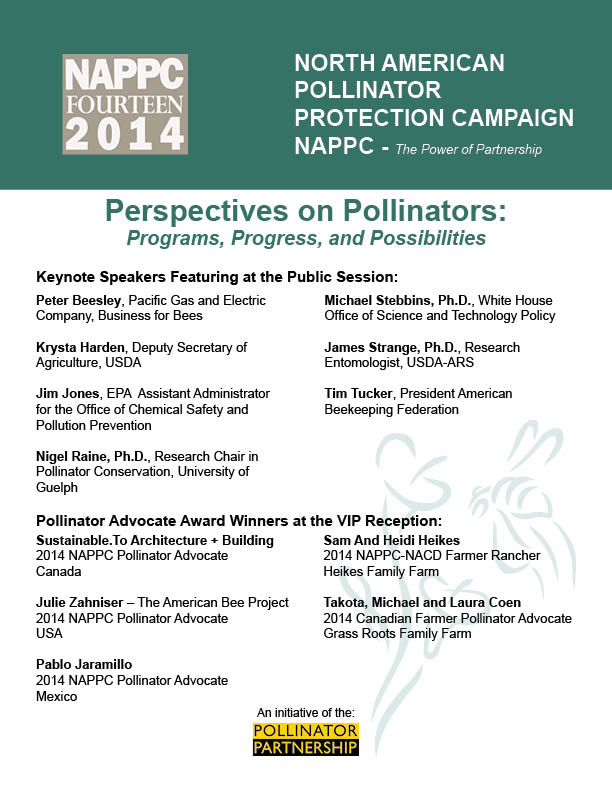 NAPPC
FOURTEEN
2014
NORTH AMERICAN
POLLINATOR
PROTECTION CAMPAIGN
NAPPC - The Power of Partnership
Perspectives on Pollinators:
Programs, Progress, and Possibilities
Keynote Speakers Featuring at the Public Session:
Peter Beesley, Pacific Gas and Electric
Company, Business for Bees
Krysta Harden, Deputy Secretary of
Agriculture, USDA
Jim Jones, EPA Assistant Administrator
for the Office of Chemical Safety and
Pollution Prevention
Nigel Raine, Ph.D., Research Chair in
Pollinator Conservation, University of
Guelph
Michael Stebbins, Ph.D., White House
Office of Science and Technology Policy
James Strange, Ph.D., Research
Entomologist, USDA-ARS
Tim Tucker, President American
Beekeeping Federation
Pollinator Advocate Award Winners at the VIP Reception:
Sustainable.To Architecture + Building
2014 NAPPC Pollinator Advocate
Canada
Julie Zahniser – The American Bee Project
2014 NAPPC Pollinator Advocate
USA
Pablo Jaramillo
2014 NAPPC Pollinator Advocate
Mexico
Sam And Heidi Heikes
2014 NAPPC-NACD Farmer Rancher
Heikes Family Farm
Takota, Michael and Laura Coen
2014 Canadian Farmer Pollinator Advocate
Grass Roots Family Farm
An initiative of the:
POLLINATOR
PARTNERSHIP